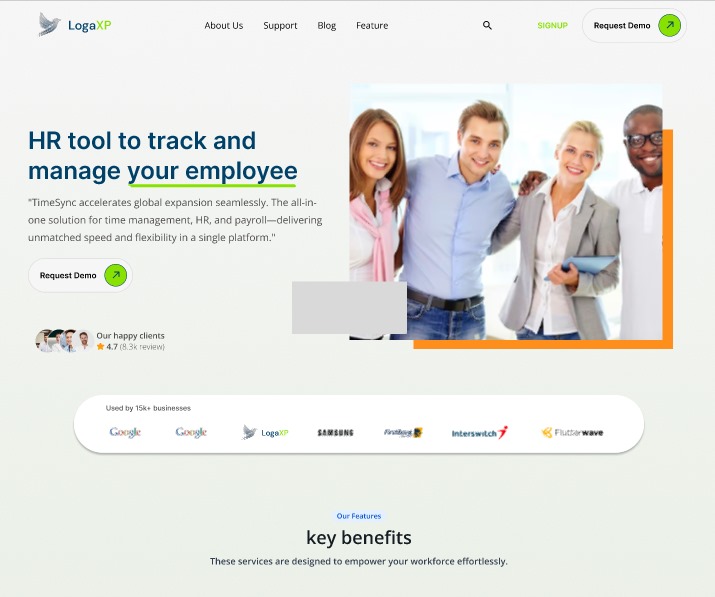 LogaXP
About Us
Support
Blog
Feature
SIGNUP
Request Demo
HR tool to track and
manage your employee
"TimeSync accelerates global expansion seamlessly. The all-in-
one solution for time management, HR, and payroll—delivering
unmatched speed and flexibility in a single platform."
Request Demo
Our happy clients
4.7 (8.3k review)
Used by 15k+ businesses
Google
Google
LogaXP
SAMSUNG
FirstBank
Interswitch
Flutterwave
Our Features
key benefits
These services are designed to empower your workforce effortlessly.